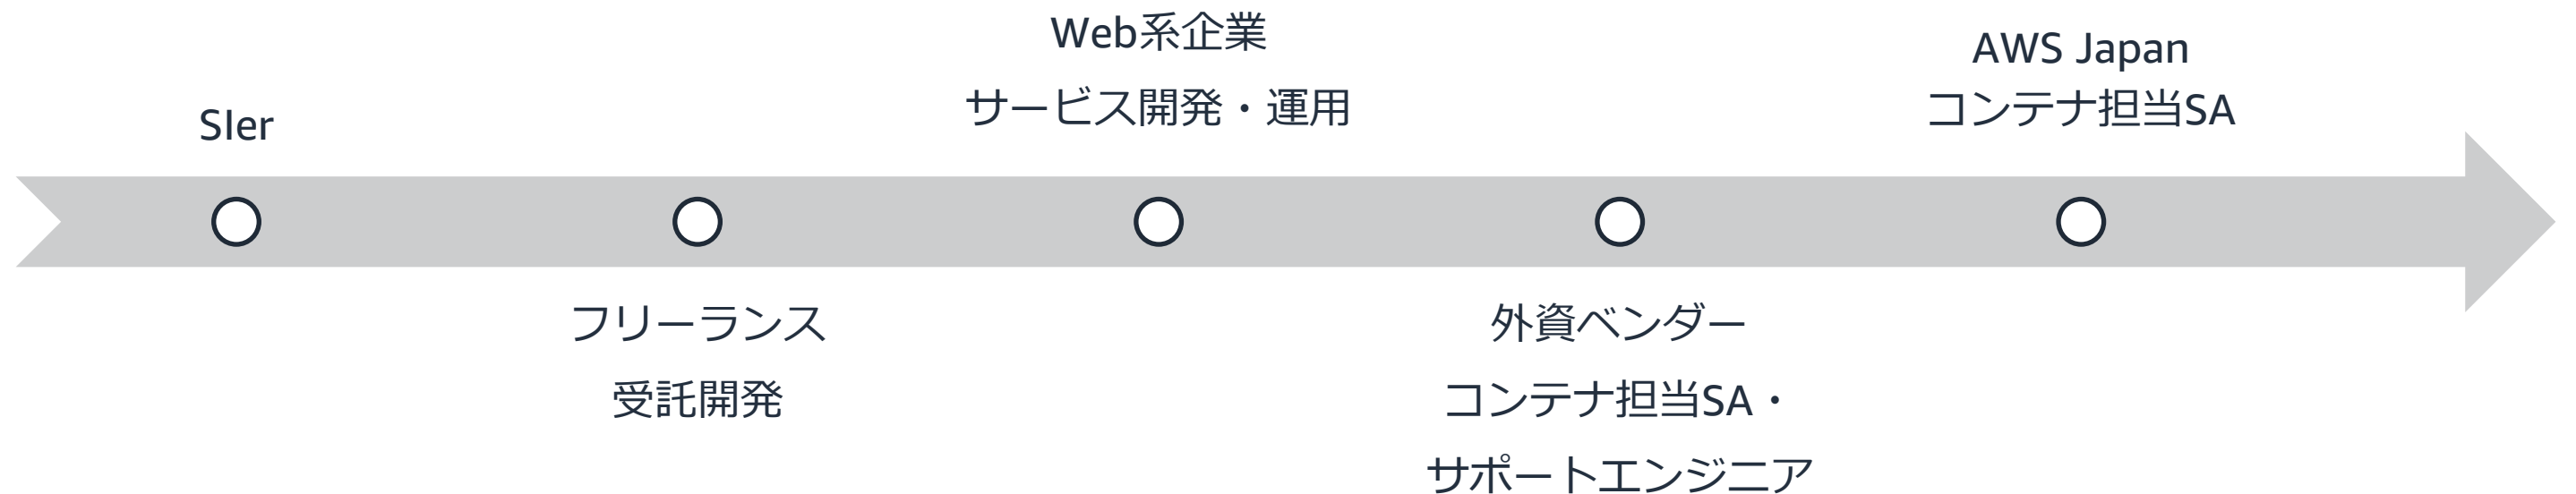 SIer
フリーランス
受託開発
Web系企業
サービス開発・運用
外資ベンダー
コンテナ担当SA・
サポートエンジニア
AWS Japan
コンテナ担当SA